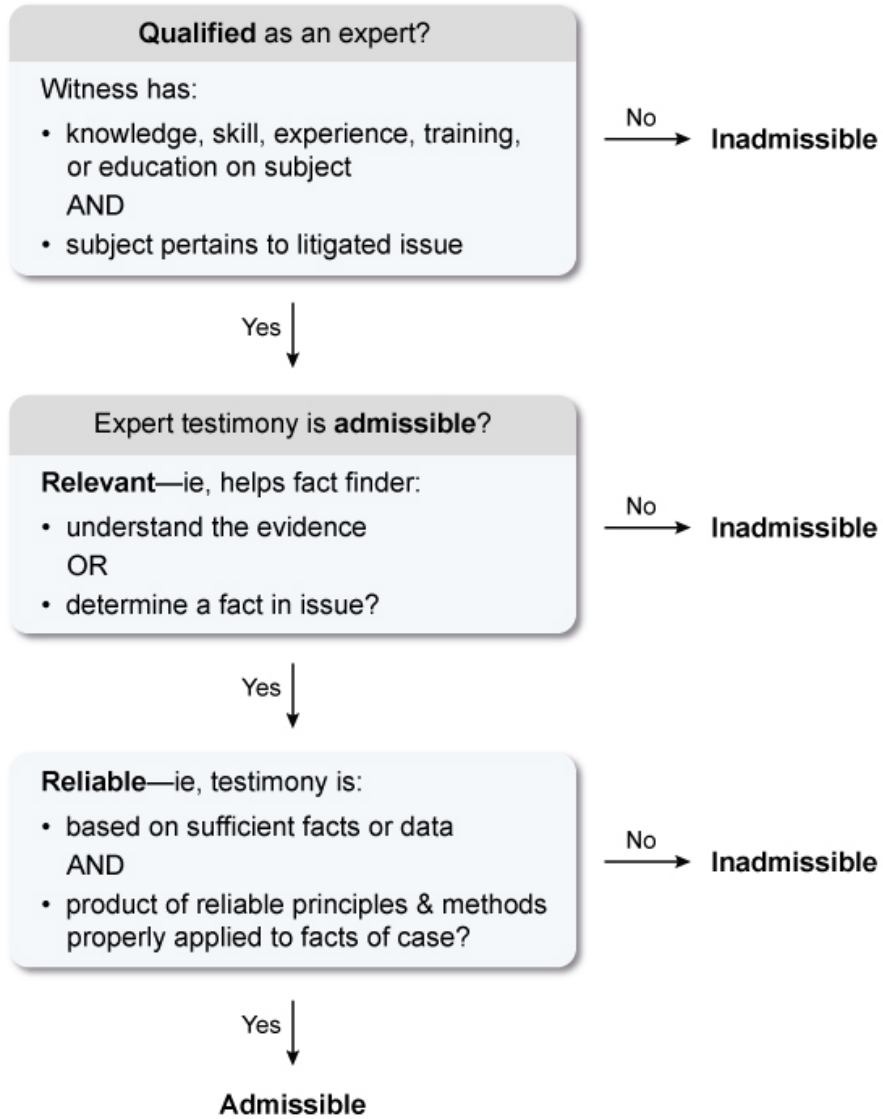 Qualified as an expert?
Witness has:
• knowledge, skill, experience, training,
or education on subject
AND
• subject pertains to litigated issue
No
Inadmissible
Yes
Expert testimony is admissible?
Relevant—ie, helps fact finder:
• understand the evidence
OR
• determine a fact in issue?
No
Inadmissible
Yes
Reliable—ie, testimony is:
• based on sufficient facts or data
AND
• product of reliable principles & methods
properly applied to facts of case?
No
Inadmissible
Yes
Admissible